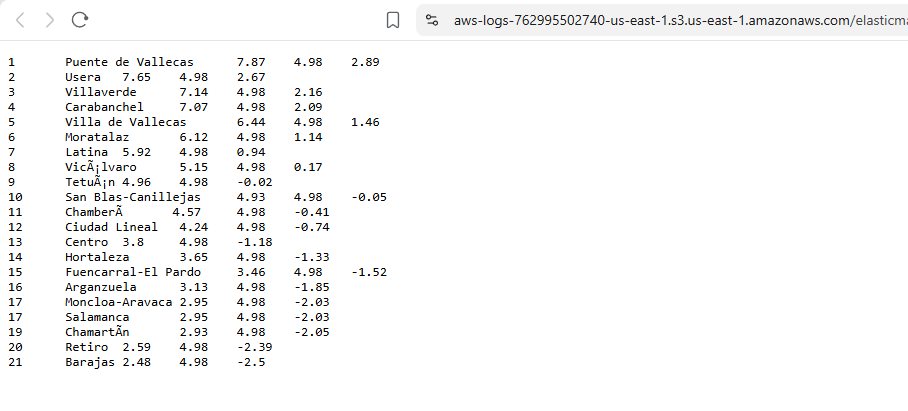 aws-logs-762995502740-us-east-1.s3.us-east-1.amazonaws.com/elasticma
1 Puente de Vallecas 7.87 4.98 2.89
2 Usera 7.65 4.98 2.67
3 Villaverde 7.14 4.98 2.16
4 Carabanchel 7.07 4.98 2.09
5 Villa de Vallecas 6.44 4.98 1.46
6 Moratalaz 6.12 4.98 1.14
7 Latina 5.92 4.98 0.94
8 VicÃ¡lvaro 5.15 4.98 0.17
9 TetuÃ¡n 4.96 4.98 -0.02
10 San Blas-Canillejas 4.93 4.98 -0.05
11 ChamberÃ 4.57 4.98 -0.41
12 Ciudad Lineal 4.24 4.98 -0.74
13 Centro 3.8 4.98 -1.18
14 Hortaleza 3.65 4.98 -1.33
15 Fuencarral-El Pardo 3.46 4.98 -1.52
16 Arganzuela 3.13 4.98 -1.85
17 Moncloa-Aravaca 2.95 4.98 -2.03
17 Salamanca 2.95 4.98 -2.03
19 ChamartÃn 2.93 4.98 -2.05
20 Retiro 2.59 4.98 -2.39
21 Barajas 2.48 4.98 -2.5